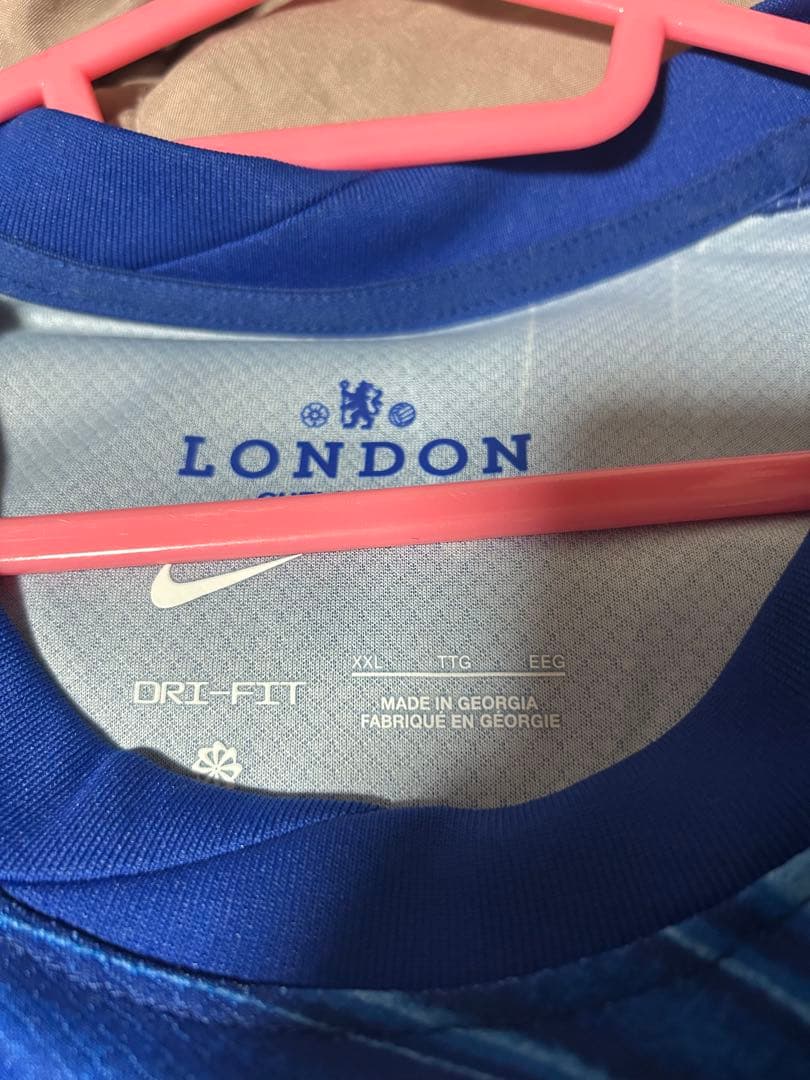 LONDON
XXL TTG EEG
DRI-FIT
MADE IN GEORGIA
FABRIQUÉ EN GÉORGIE